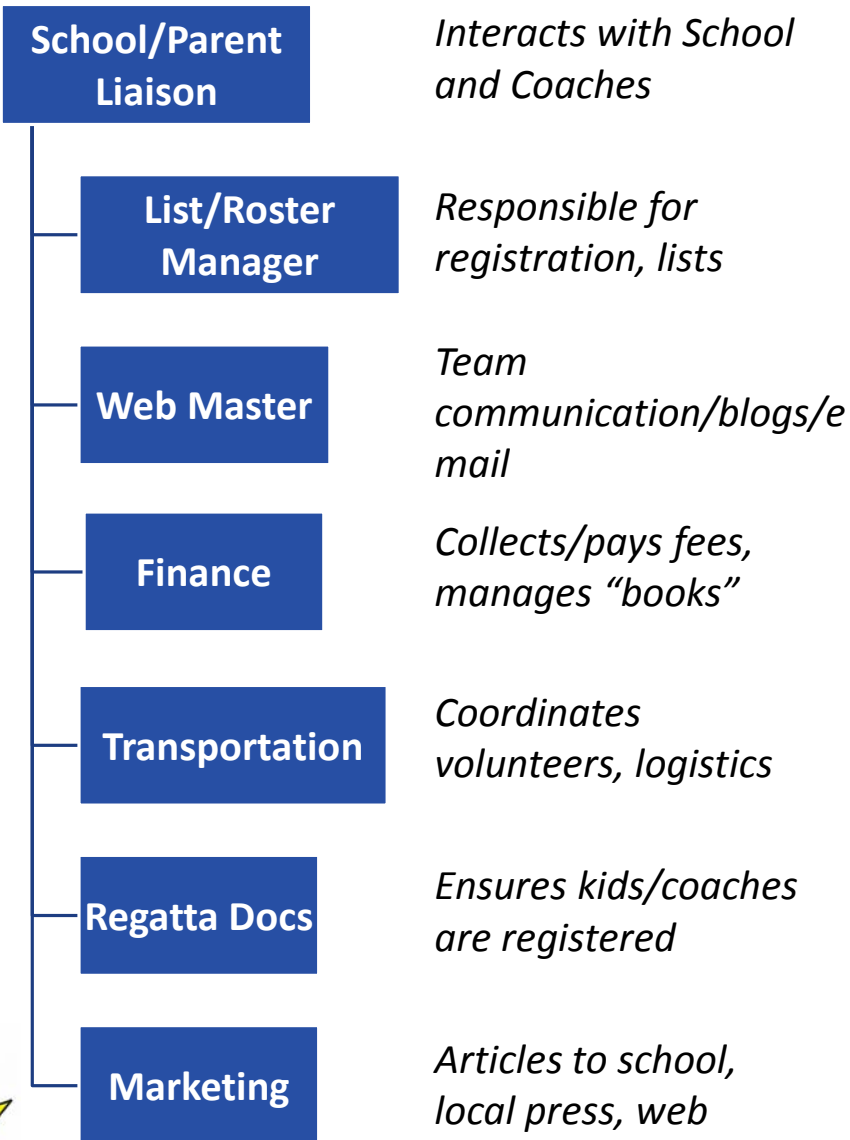 School/Parent
Liaison
Interacts with School
and Coaches
List/Roster
Manager
Responsible for
registration, lists
Web Master
Team
communication/blogs/e
mail
Finance
Collects/pays fees,
manages “books”
Transportation
Coordinates
volunteers, logistics
Regatta Docs
Ensures kids/coaches
are registered
Marketing
Articles to school,
local press, web